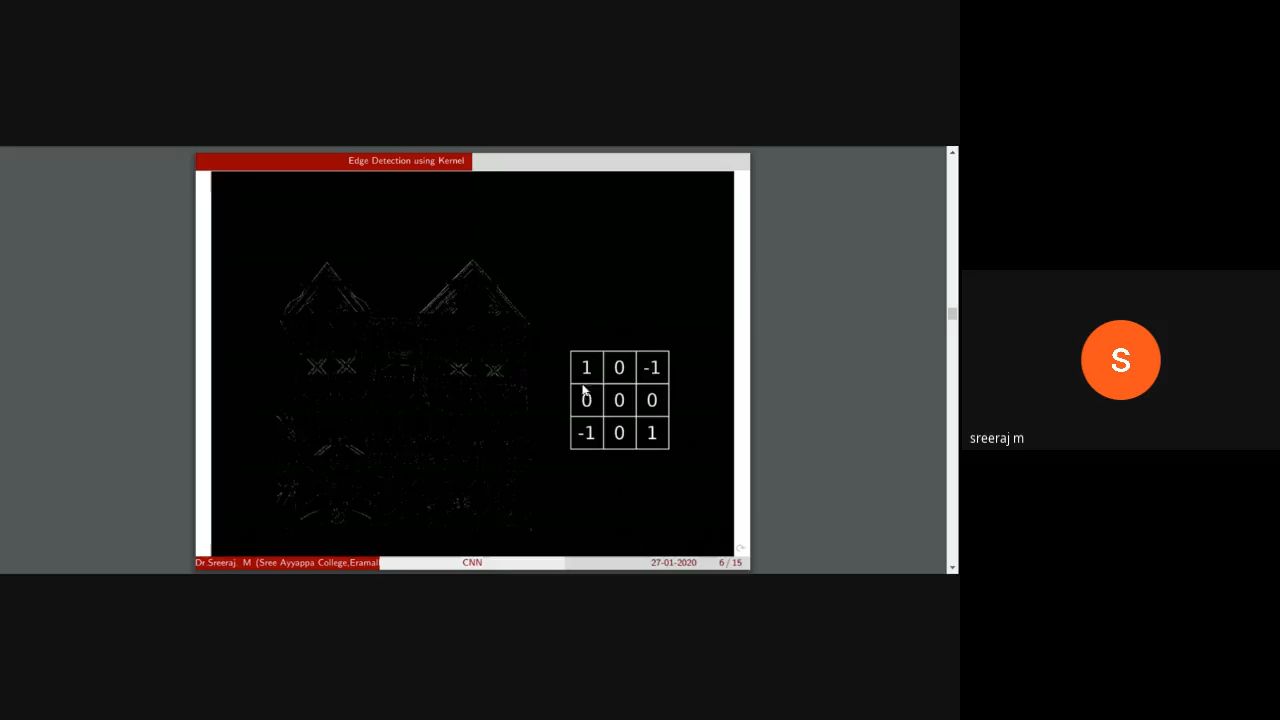 Edge Detection using Kernel
1 0 -1
0 0 0
-1 0 1
Dr.Sreeraj. M (Sree Ayyappa College,Eramal
CNN
27-01-2020 6 / 15
S
sreeraj m